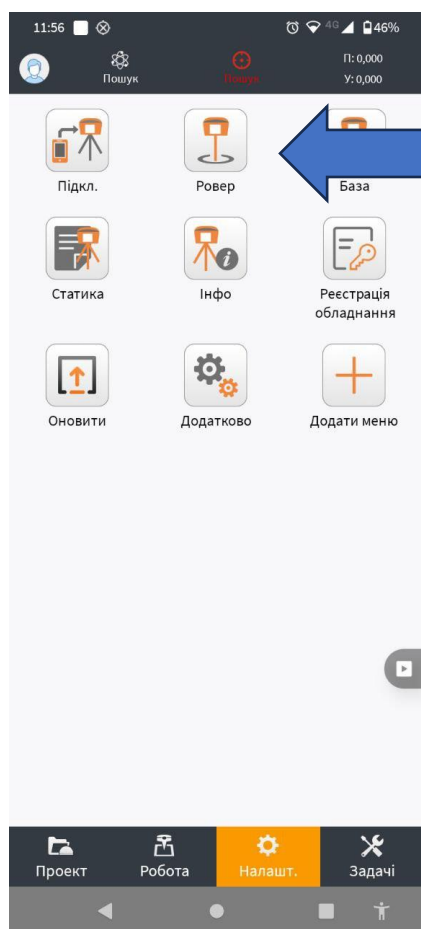 11:56
4G 46%
Пошук
Пошук
П: 0,000
У: 0,000
Підкл.
Ровер
База
Статика
Інфо
Реєстрація
обладнання
Оновити
Додатково
Додати меню
Проект
Робота
Налашт.
Задачі